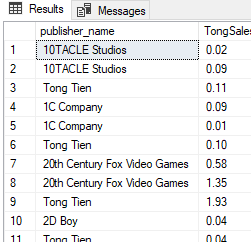 Results Messages
publisher_name TongSales
1 10TACLE Studios 0.02
2 10TACLE Studios 0.09
3 Tong Tien 0.11
4 1C Company 0.09
5 1C Company 0.01
6 Tong Tien 0.10
7 20th Century Fox Video Games 0.58
8 20th Century Fox Video Games 1.35
9 Tong Tien 1.93
10 2D Boy 0.04
11 Tong Tien 0.04